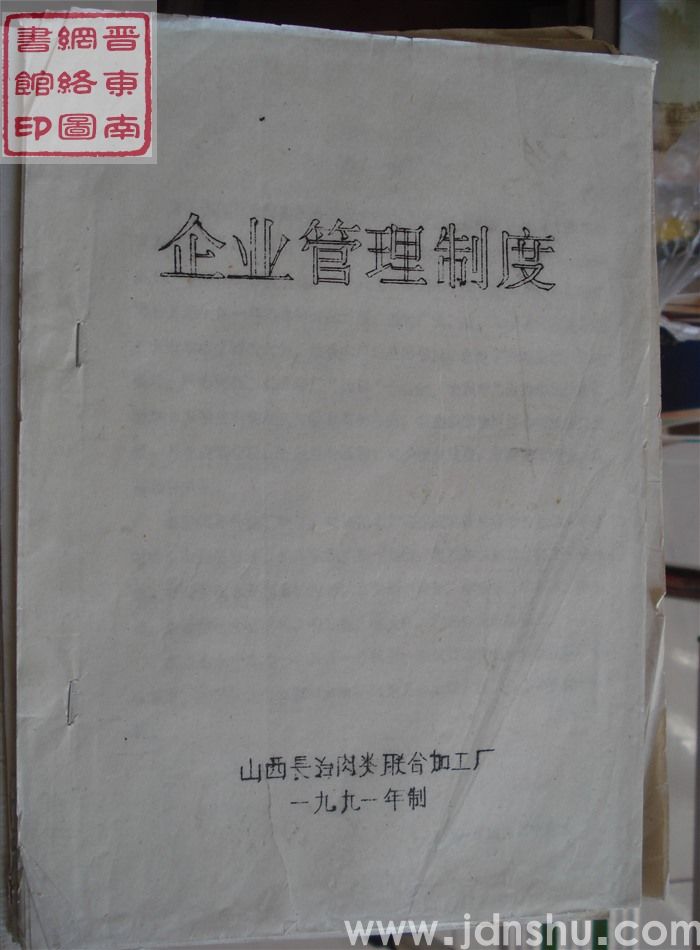 晋东南
網絡圖
書館印
企业管理制度
山西長治肉类联合加工厂
一九九一年制
www.jdnshu.com